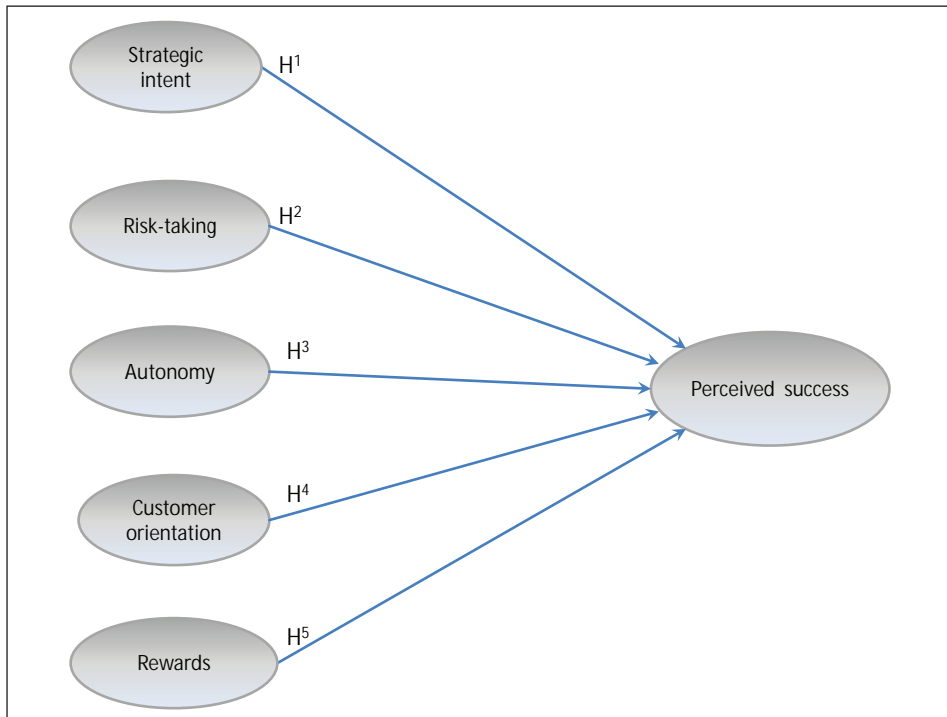 Strategic
intent
H¹
Risk-taking
H²
Autonomy
H³
Perceived success
Customer
orientation
H⁴
Rewards
H⁵